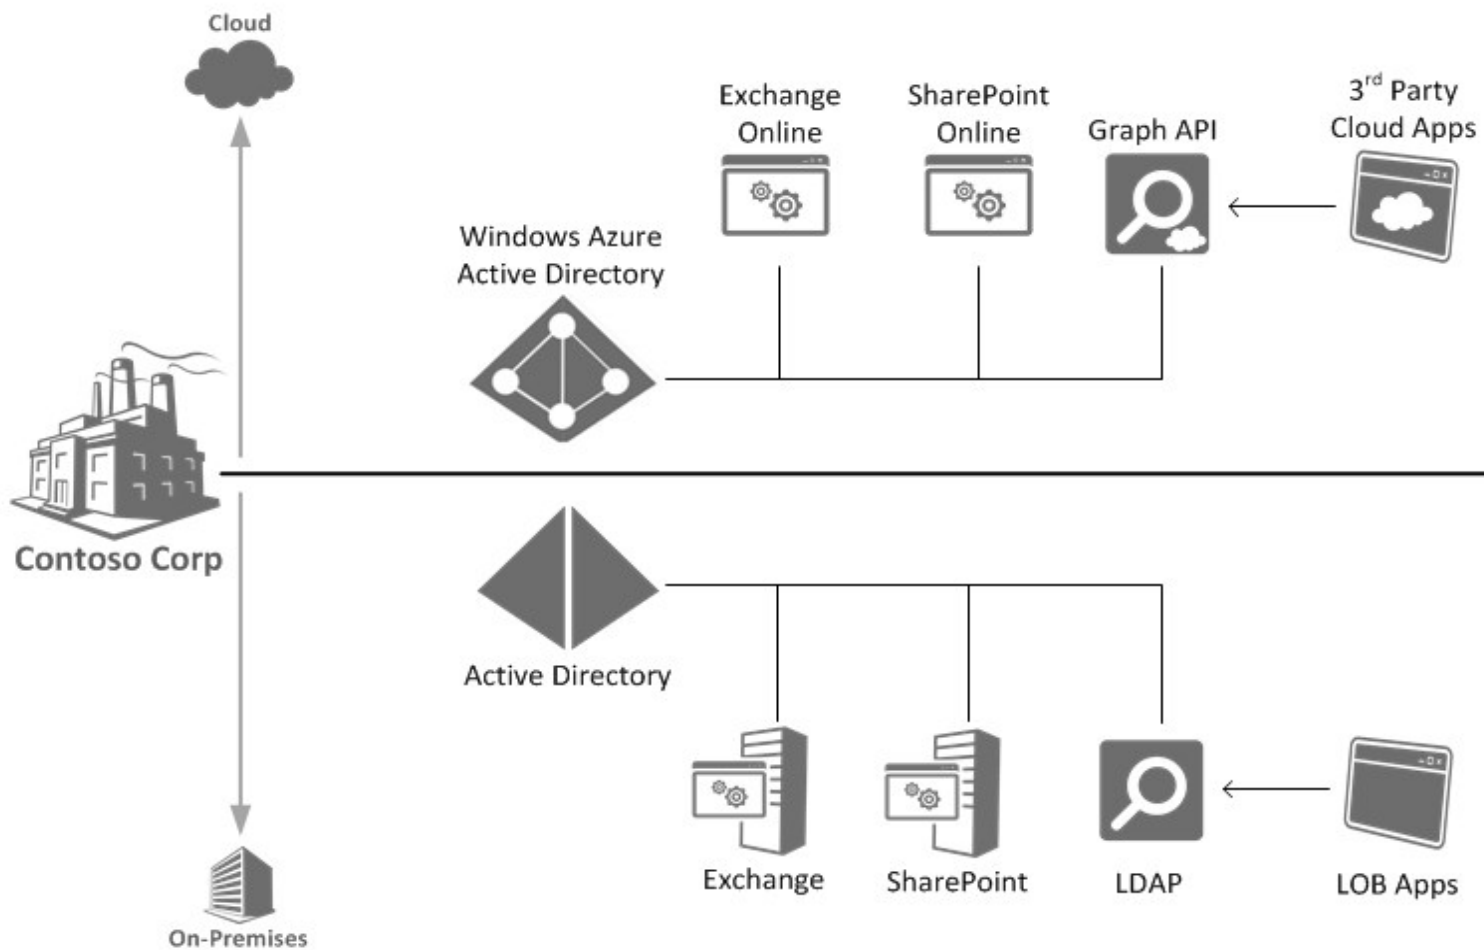 Cloud
Exchange
Online
SharePoint
Online
Graph API
3rd Party
Cloud Apps
Windows Azure
Active Directory
Contoso Corp
Active Directory
Exchange
SharePoint
LDAP
LOB Apps
On-Premises